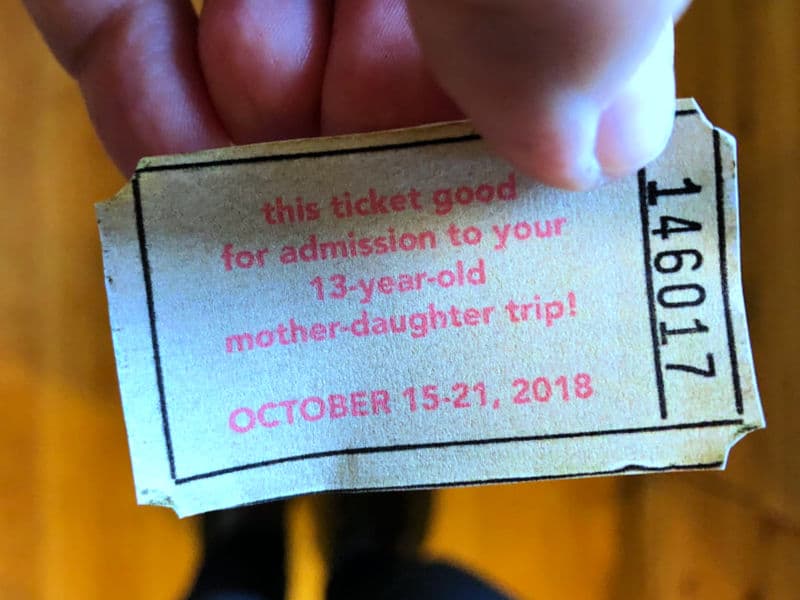 this ticket good
for admission to your
13-year-old
mother-daughter trip!
OCTOBER 15-21, 2018
146017